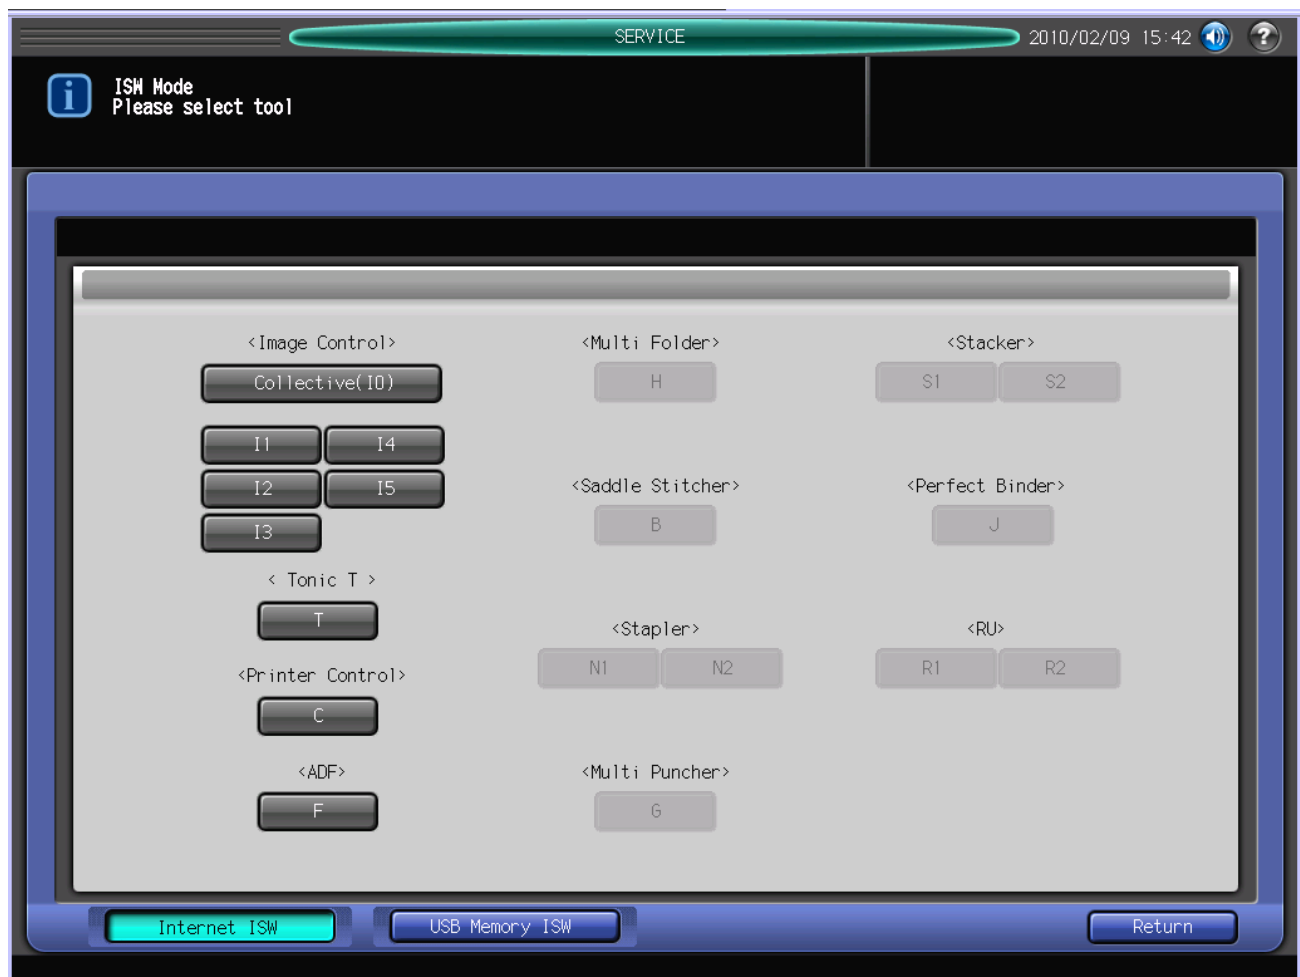 SERVICE
2010/02/09 15:42
?
i
ISW Mode
Please select tool
<Image Control>
Collective(I0)
I1 I4
I2 I5
I3
< Tonic T >
T
<Printer Control>
C
<ADF>
F
<Multi Folder>
H
<Saddle Stitcher>
B
<Stapler>
N1 N2
<Multi Puncher>
G
<Stacker>
S1 S2
<Perfect Binder>
J
<RU>
R1 R2
Internet ISW
USB Memory ISW
Return